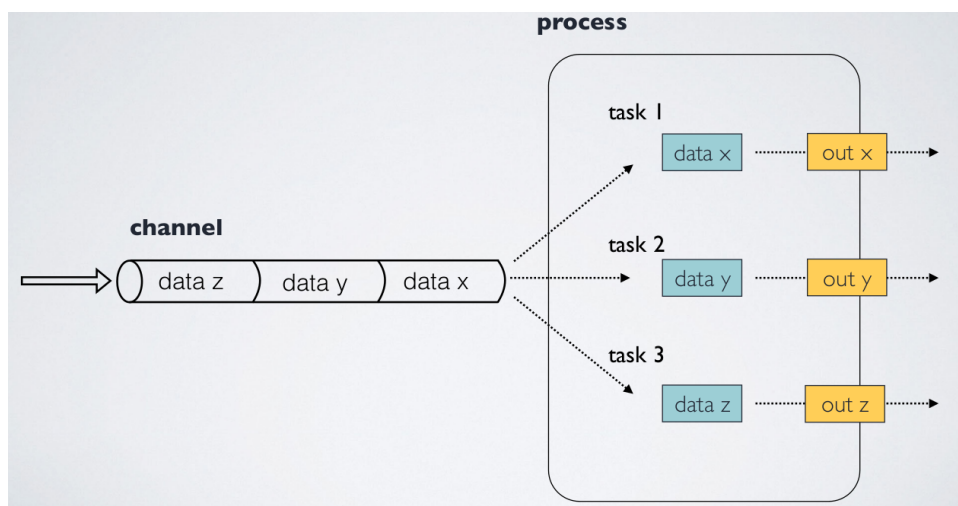 process
task 1
data x
out x
channel
task 2
data z
data y
data x
data y
out y
task 3
data z
out z